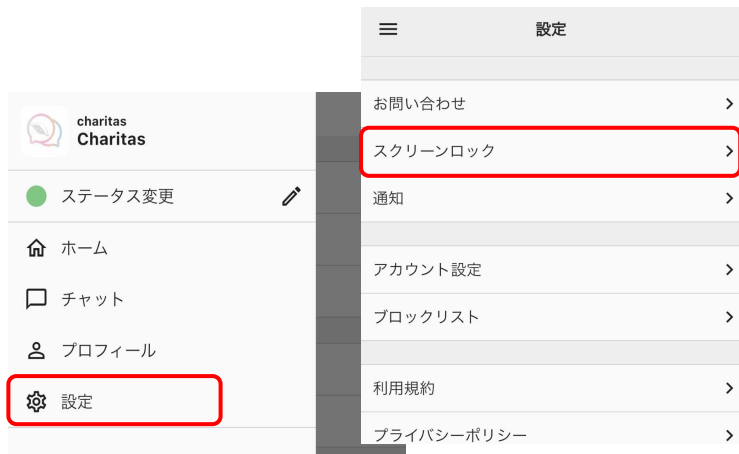 charitas
Charitas
ステータス変更
ホーム
チャット
プロフィール
設定
設定
お問い合わせ
スクリーンロック
通知
アカウント設定
ブロックリスト
利用規約
プライバシーポリシー